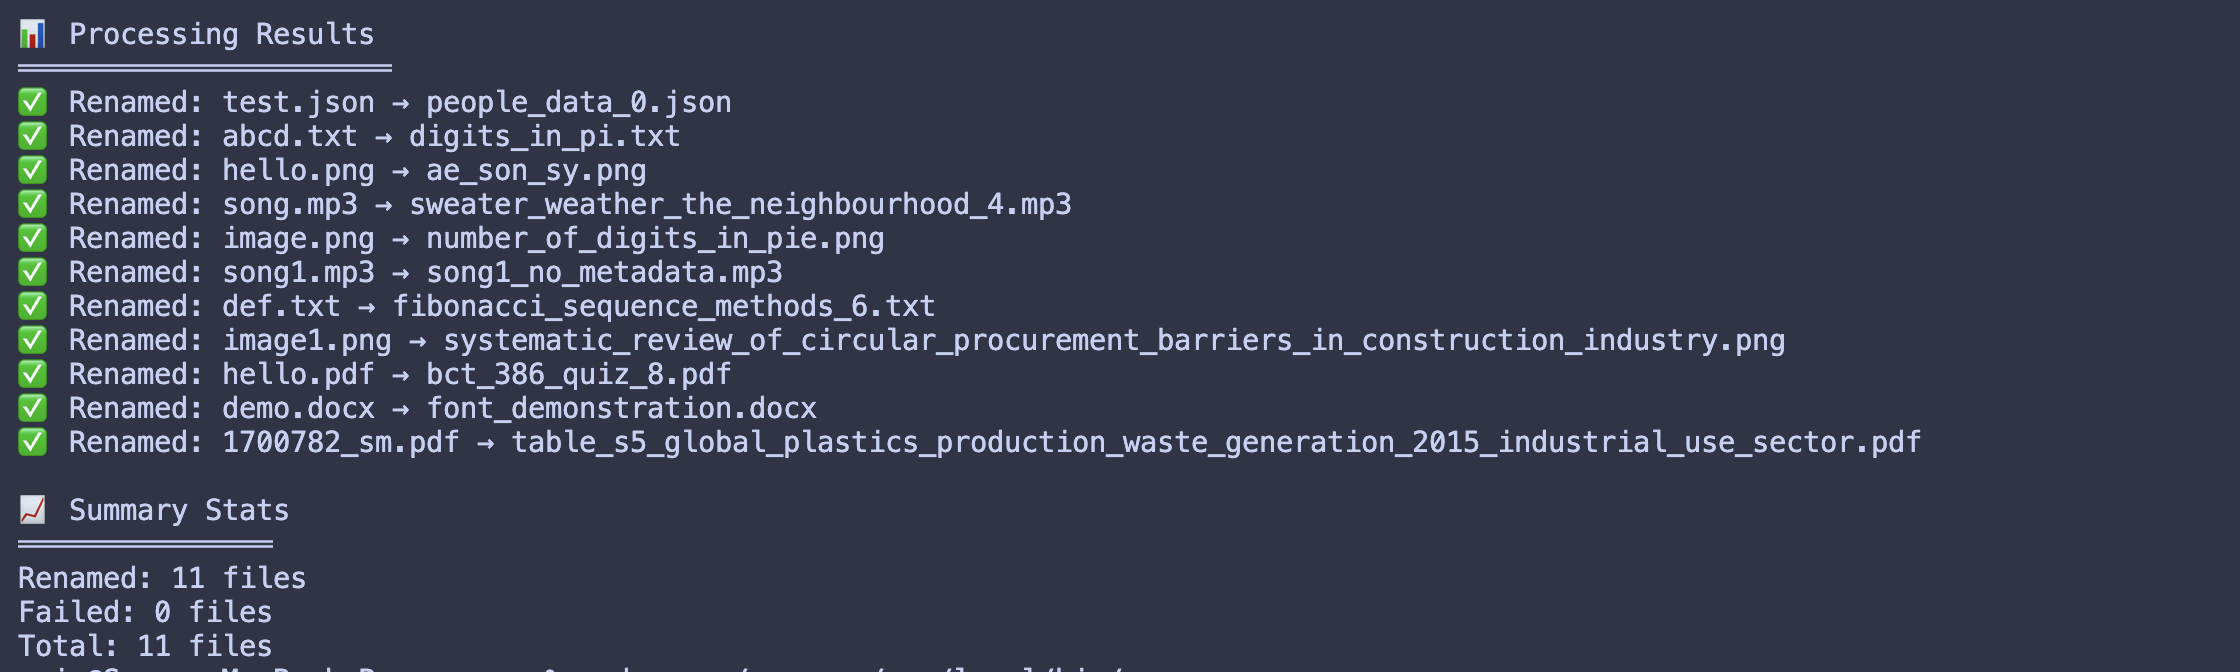 📊 Processing Results
══════════════════════
✅ Renamed: test.json → people_data_0.json
✅ Renamed: abcd.txt → digits_in_pi.txt
✅ Renamed: hello.png → ae_son_sy.png
✅ Renamed: song.mp3 → sweater_weather_the_neighbourhood_4.mp3
✅ Renamed: image.png → number_of_digits_in_pie.png
✅ Renamed: song1.mp3 → song1_no_metadata.mp3
✅ Renamed: def.txt → fibonacci_sequence_methods_6.txt
✅ Renamed: image1.png → systematic_review_of_circular_procurement_barriers_in_construction_industry.png
✅ Renamed: hello.pdf → bct_386_quiz_8.pdf
✅ Renamed: demo.docx → font_demonstration.docx
✅ Renamed: 1700782_sm.pdf → table_s5_global_plastics_production_waste_generation_2015_industrial_use_sector.pdf
📈 Summary Stats
═══════════════
Renamed: 11 files
Failed: 0 files
Total: 11 files